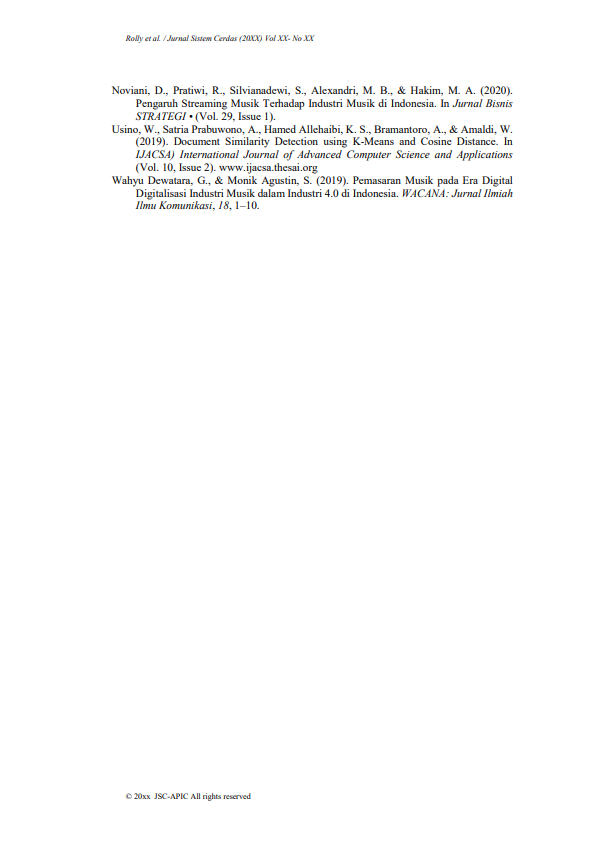 Rolly et al. / Jurnal Sistem Cerdas (20XX) Vol XX- No XX
Noviani, D., Pratiwi, R., Silvianadewi, S., Alexandri, M. B., & Hakim, M. A. (2020).
Pengaruh Streaming Musik Terhadap Industri Musik di Indonesia. In Jurnal Bisnis
STRATEGI • (Vol. 29, Issue 1).
Usino, W., Satria Prabuwono, A., Hamed Allehaibi, K. S., Bramantoro, A., & Amaldi, W.
(2019). Document Similarity Detection using K-Means and Cosine Distance. In
IJACSA) International Journal of Advanced Computer Science and Applications
(Vol. 10, Issue 2). www.ijacsa.thesai.org
Wahyu Dewatara, G., & Monik Agustin, S. (2019). Pemasaran Musik pada Era Digital
Digitalisasi Industri Musik dalam Industri 4.0 di Indonesia. WACANA: Jurnal Ilmiah
Ilmu Komunikasi, 18, 1–10.
© 20xx JSC-APIC All rights reserved